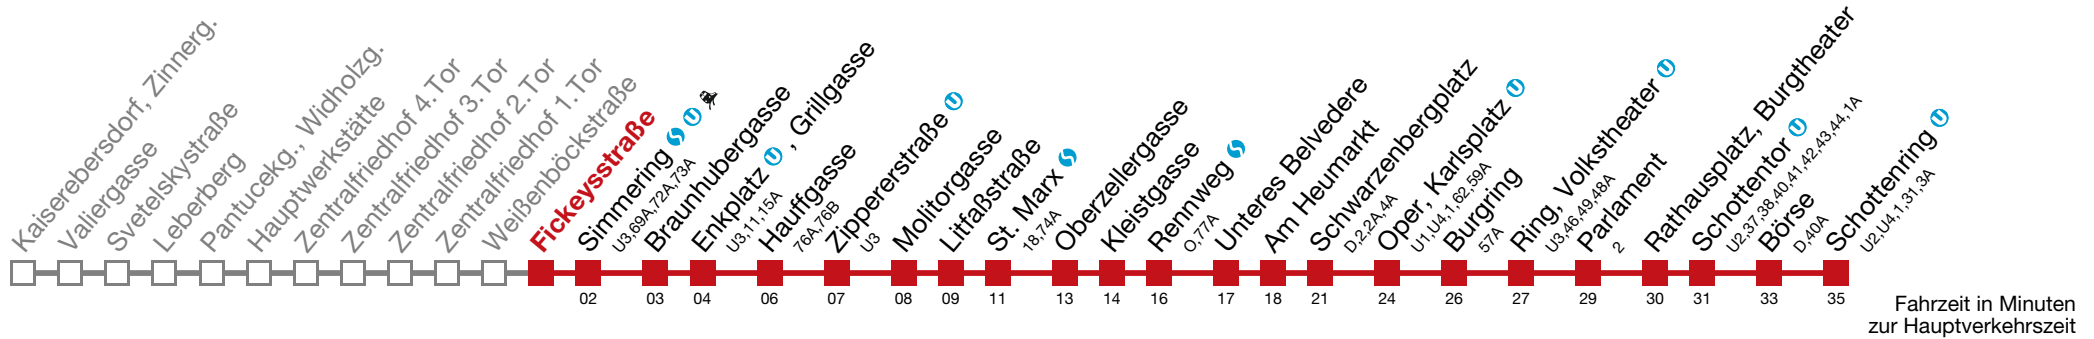 Kaiserebersdorf, Zinnerg.
Valiergasse
Svetelskystraße
Leberberg
Pantucekg., Widholzg.
Hauptwerkstätte
Zentralfriedhof 4.Tor
Zentralfriedhof 3.Tor
Zentralfriedhof 2.Tor
Zentralfriedhof 1.Tor
Weißenböckstraße
Fickeysstraße
Simmering S U
U3,69A,72A,73A
Braunhubergasse
Enkplatz U , Grillgasse
U3,11,15A
Hauffgasse
76A,76B
Zippererstraße U
U3
Molitorgasse
Litfaßstraße
St. Marx S
18,74A
Oberzellergasse
Kleistgasse
Rennweg S
O,77A
Unteres Belvedere
Am Heumarkt
Schwarzenbergplatz
D,2,2A,4A
Oper, Karlsplatz U
U1,U4,1,62,59A
Burgring
57A
Ring, Volkstheater U
U3,46,49,48A
Parlament
2
Rathausplatz, Burgtheater
Schottentor U
U2,37,38,40,41,42,43,44,1A
Börse
D,40A
Schottenring U
U2,U4,1,31,3A
02 03 04 06 07 08 09 11 13 14 16 17 18 21 24 26 27 29 30 31 33 35
Fahrzeit in Minuten
zur Hauptverkehrszeit